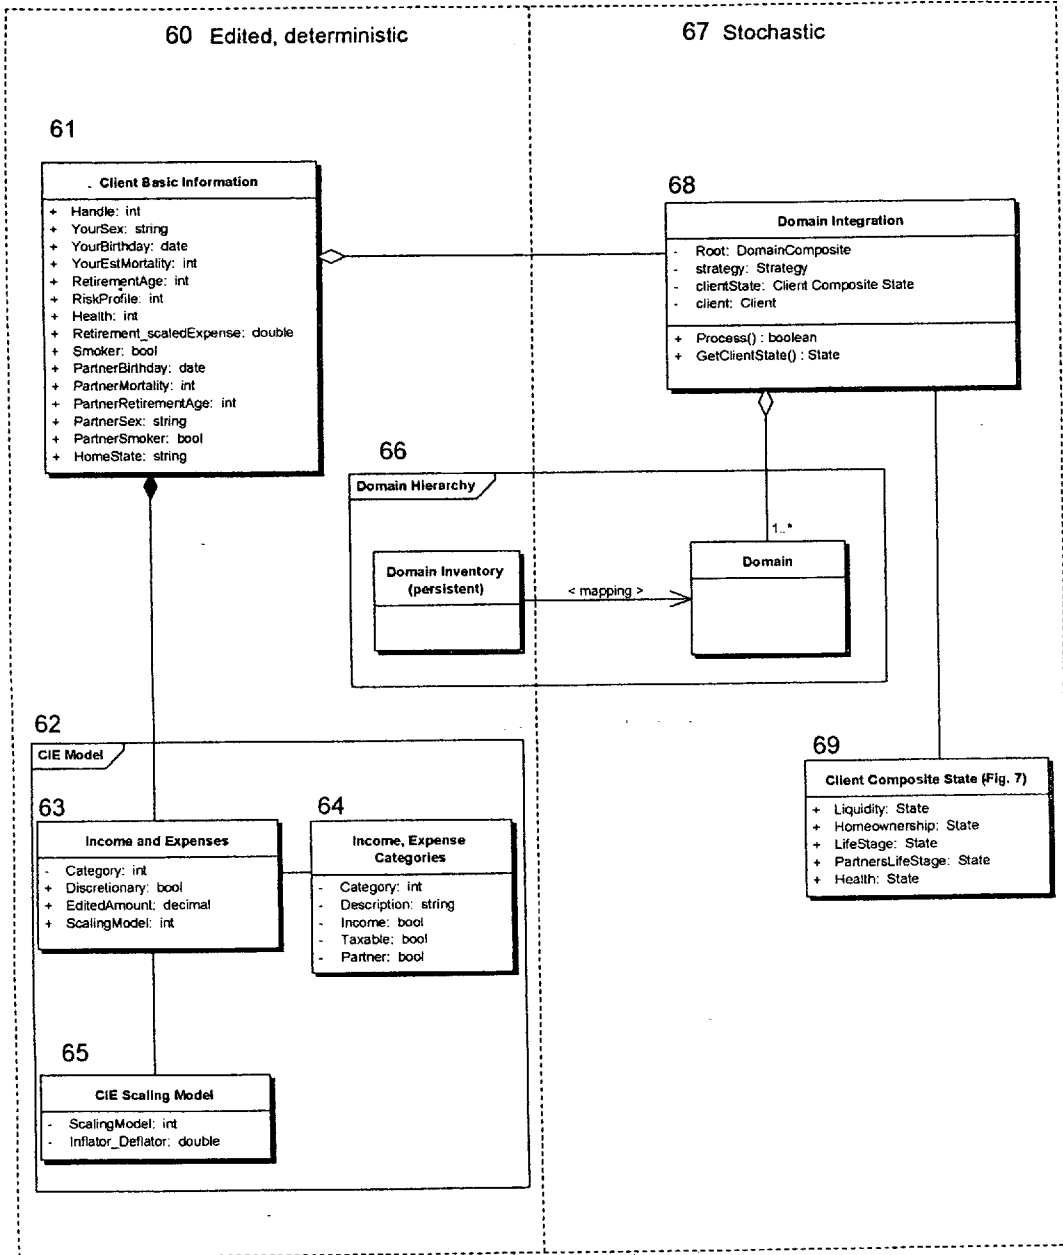 60 Edited, deterministic
67 Stochastic
61
. Client Basic Information
+ Handle: int
+ YourSex: string
+ YourBirthday: date
+ YourEstMortality: int
+ RetirementAge: int
+ RiskProfile: int
+ Health: int
+ Retirement_scaledExpense: double
+ Smoker: bool
+ PartnerBirthday: date
+ PartnerMortality: int
+ PartnerRetirementAge: int
+ PartnerSex: string
+ PartnerSmoker: bool
+ HomeState: string
68
Domain Integration
- Root: DomainComposite
- strategy: Strategy
- clientState: Client Composite State
- client: Client
+ Process() : boolean
+ GetClientState() : State
66
Domain Hierarchy
1..*
Domain Inventory
(persistent)
< mapping >
Domain
62
CIE Model
63
Income and Expenses
- Category: int
+ Discretionary: bool
+ EditedAmount: decimal
+ ScalingModel: int
64
Income, Expense
Categories
- Category: int
- Description: string
- Income: bool
- Taxable: bool
- Partner: bool
69
Client Composite State (Fig. 7)
+ Liquidity: State
+ Homeownership: State
+ LifeStage: State
+ PartnersLifeStage: State
+ Health: State
65
CIE Scaling Model
- ScalingModel: int
- Inflator_Deflator: double